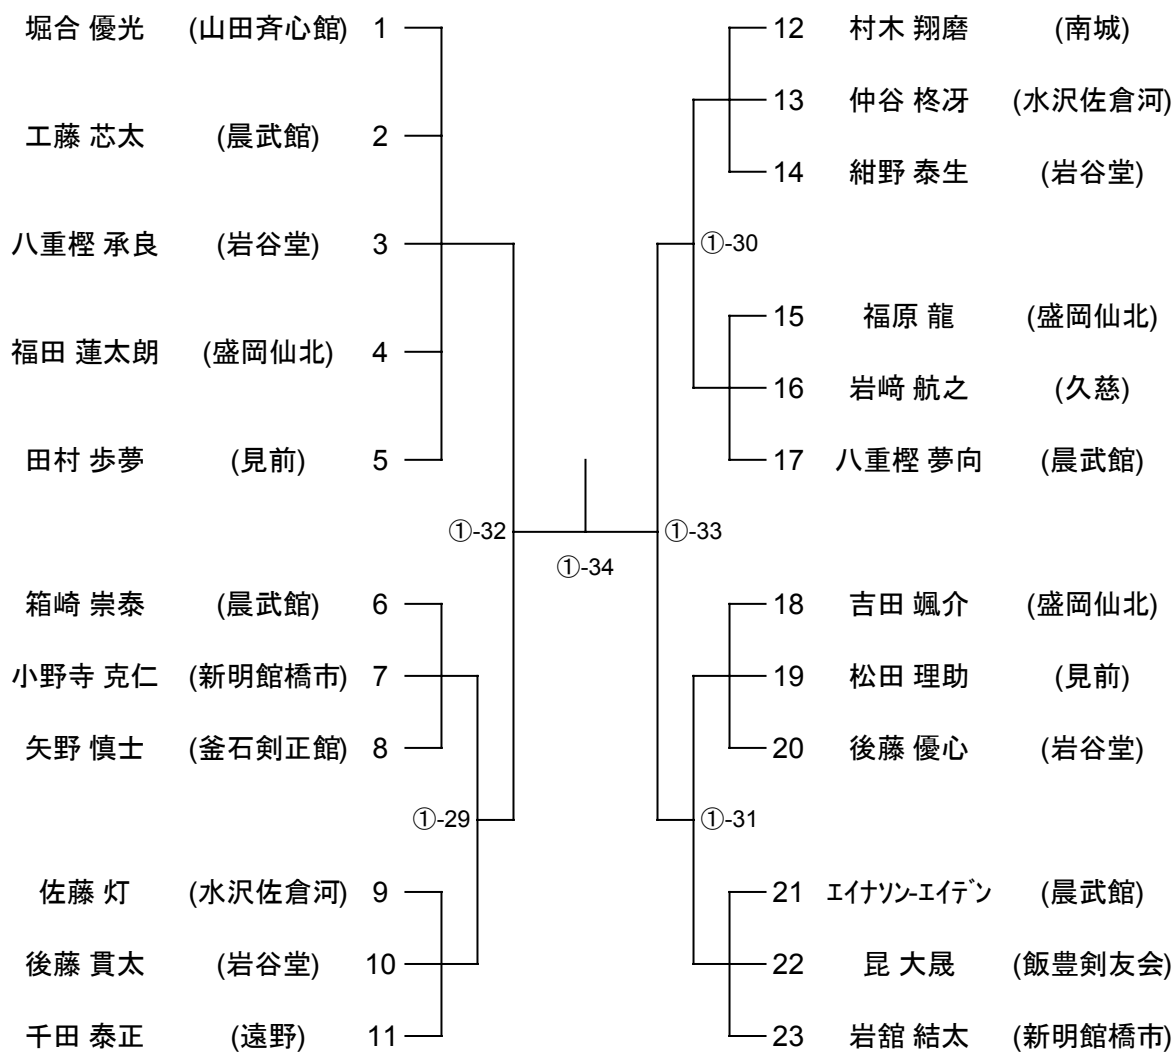 堀合 優光 (山田斉心館) 1
工藤 芯太 (晨武館) 2
八重樫 承良 (岩谷堂) 3
福田 蓮太朗 (盛岡仙北) 4
田村 歩夢 (見前) 5
①-32
箱崎 崇泰 (晨武館) 6
小野寺 克仁 (新明館橋市) 7
矢野 慎士 (釜石剣正館) 8
①-29
佐藤 灯 (水沢佐倉河) 9
後藤 貫太 (岩谷堂) 10
千田 泰正 (遠野) 11
①-34
12 村木 翔磨 (南城)
13 仲谷 柊冴 (水沢佐倉河)
14 紺野 泰生 (岩谷堂)
①-30
15 福原 龍 (盛岡仙北)
16 岩﨑 航之 (久慈)
17 八重樫 夢向 (晨武館)
①-33
18 吉田 颯介 (盛岡仙北)
19 松田 理助 (見前)
20 後藤 優心 (岩谷堂)
①-31
21 ｴｲﾅｿﾝ-ｴｲﾃﾞﾝ (晨武館)
22 昆 大晟 (飯豊剣友会)
23 岩舘 結太 (新明館橋市)